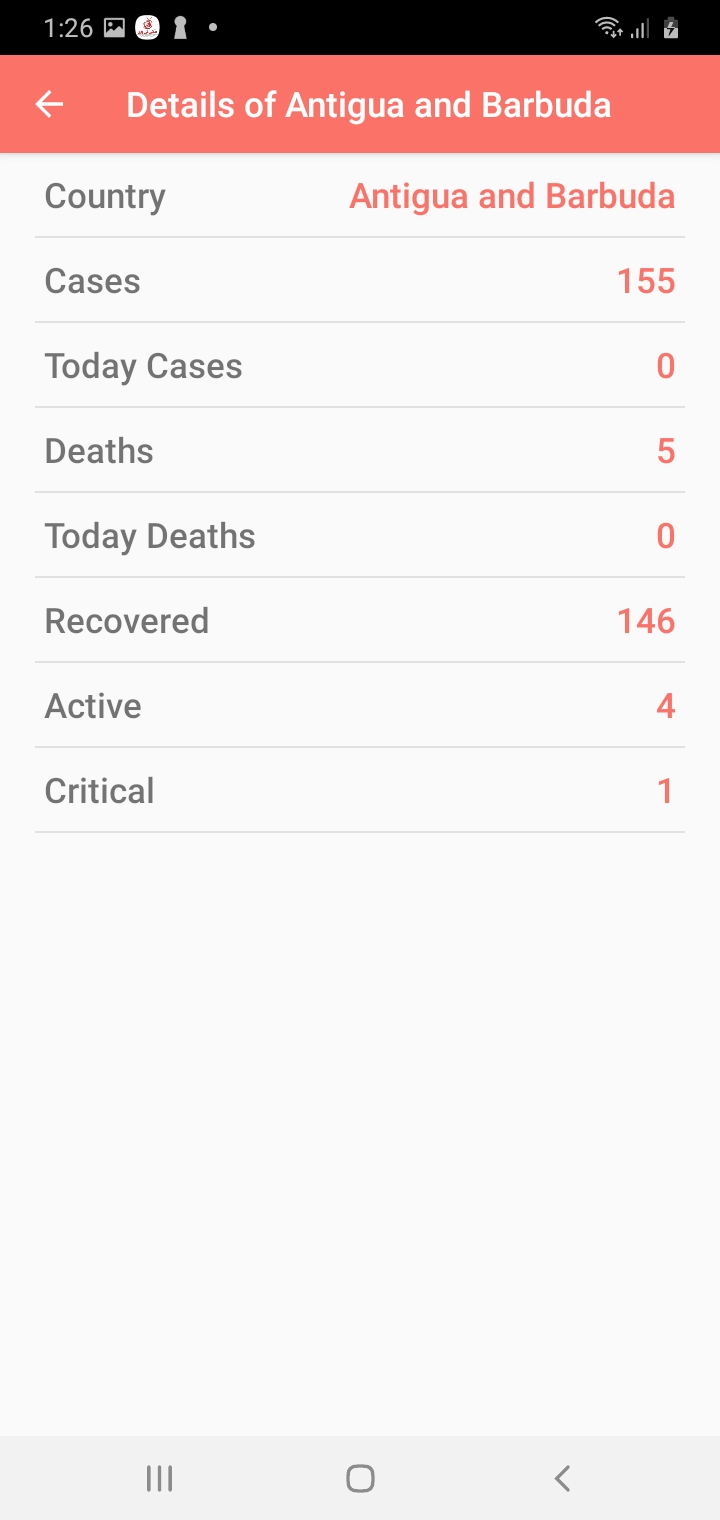 1:26
Details of Antigua and Barbuda
Country Antigua and Barbuda
Cases 155
Today Cases 0
Deaths 5
Today Deaths 0
Recovered 146
Active 4
Critical 1